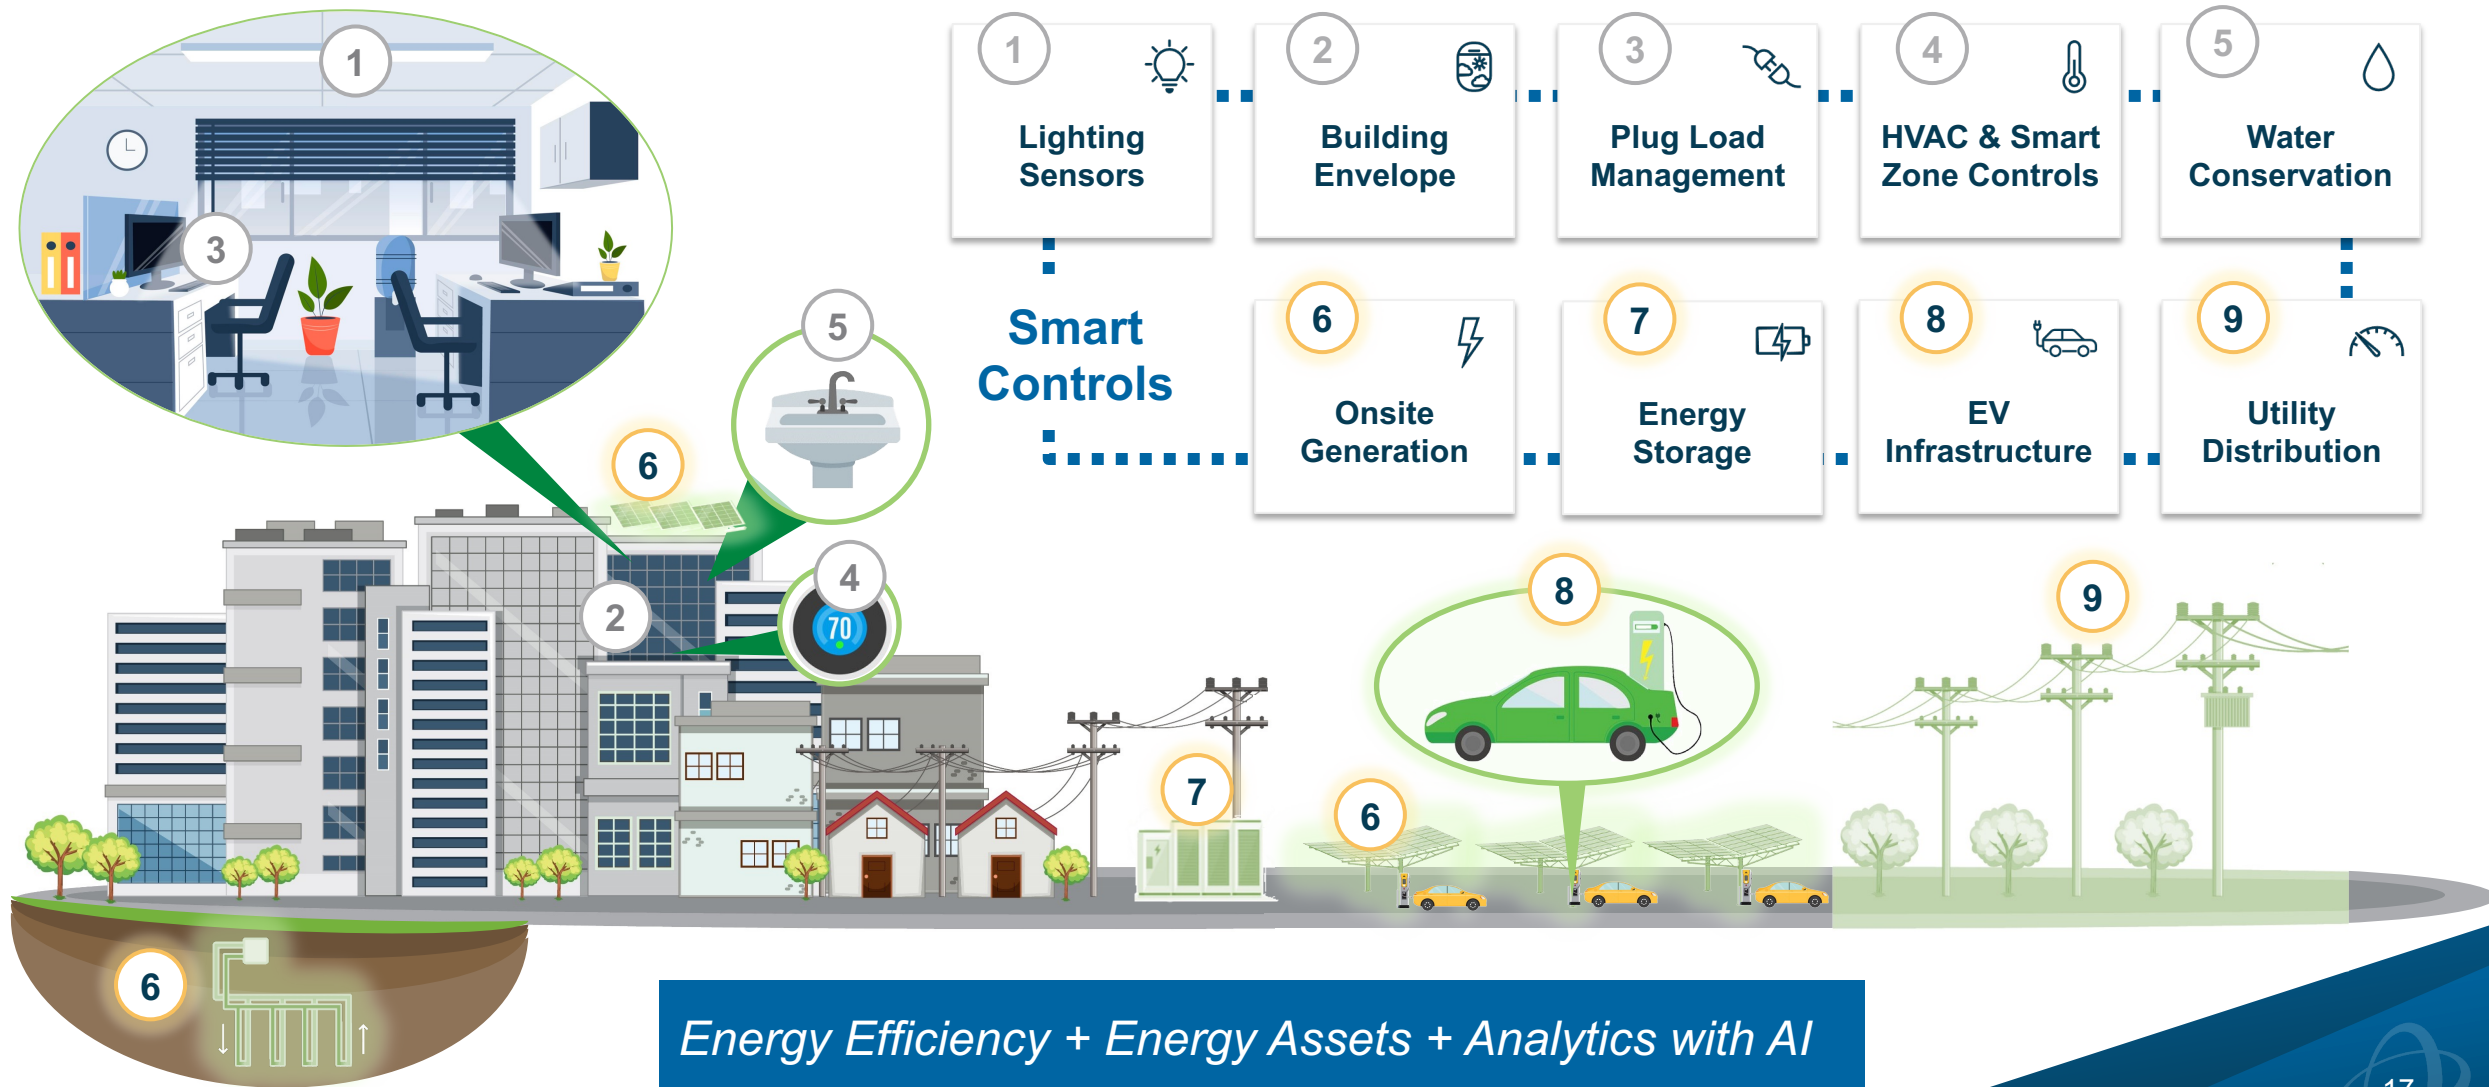 1
3
1
Lighting
Sensors
2
Building
Envelope
3
Plug Load
Management
4
HVAC & Smart
Zone Controls
5
Water
Conservation
Smart
Controls
6
Onsite
Generation
7
Energy
Storage
8
EV
Infrastructure
9
Utility
Distribution
5
6
2
4
70
8
9
7
6
6
Energy Efficiency + Energy Assets + Analytics with AI
17